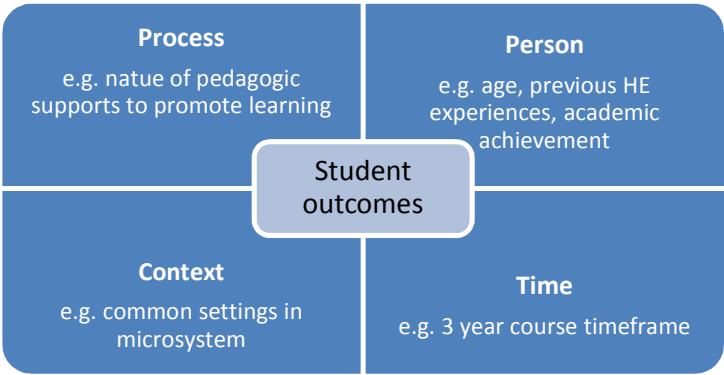 Process
e.g. natue of pedagogic
supports to promote learning
Person
e.g. age, previous HE
experiences, academic
achievement
Student
outcomes
Context
e.g. common settings in
microsystem
Time
e.g. 3 year course timeframe